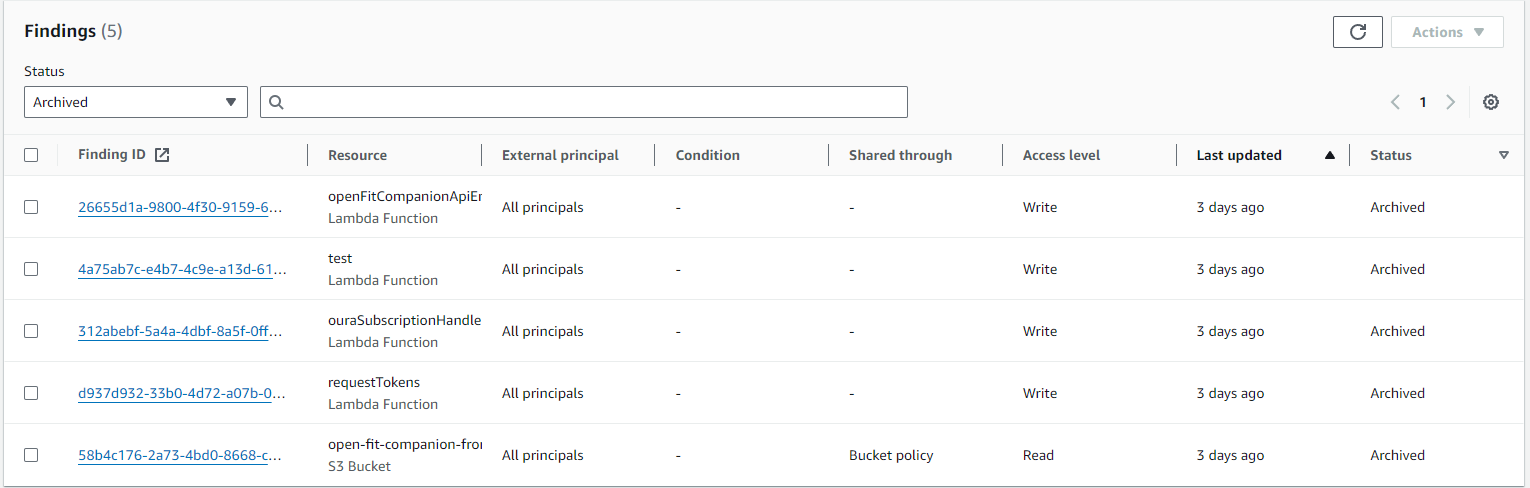 Findings (5)
Actions
Status
Archived
1
Finding ID Resource External principal Condition Shared through Access level Last updated Status
26655d1a-9800-4f30-9159-6... openFitCompanionApiEn All principals - - Write 3 days ago Archived
Lambda Function
4a75ab7c-e4b7-4c9e-a13d-61... test All principals - - Write 3 days ago Archived
Lambda Function
312abebf-5a4a-4dbf-8a5f-0ff... ouraSubscriptionHandle All principals - - Write 3 days ago Archived
Lambda Function
d937d932-33b0-4d72-a07b-0... requestTokens All principals - - Write 3 days ago Archived
Lambda Function
58b4c176-2a73-4bd0-8668-c... open-fit-companion-fron All principals - Bucket policy Read 3 days ago Archived
S3 Bucket